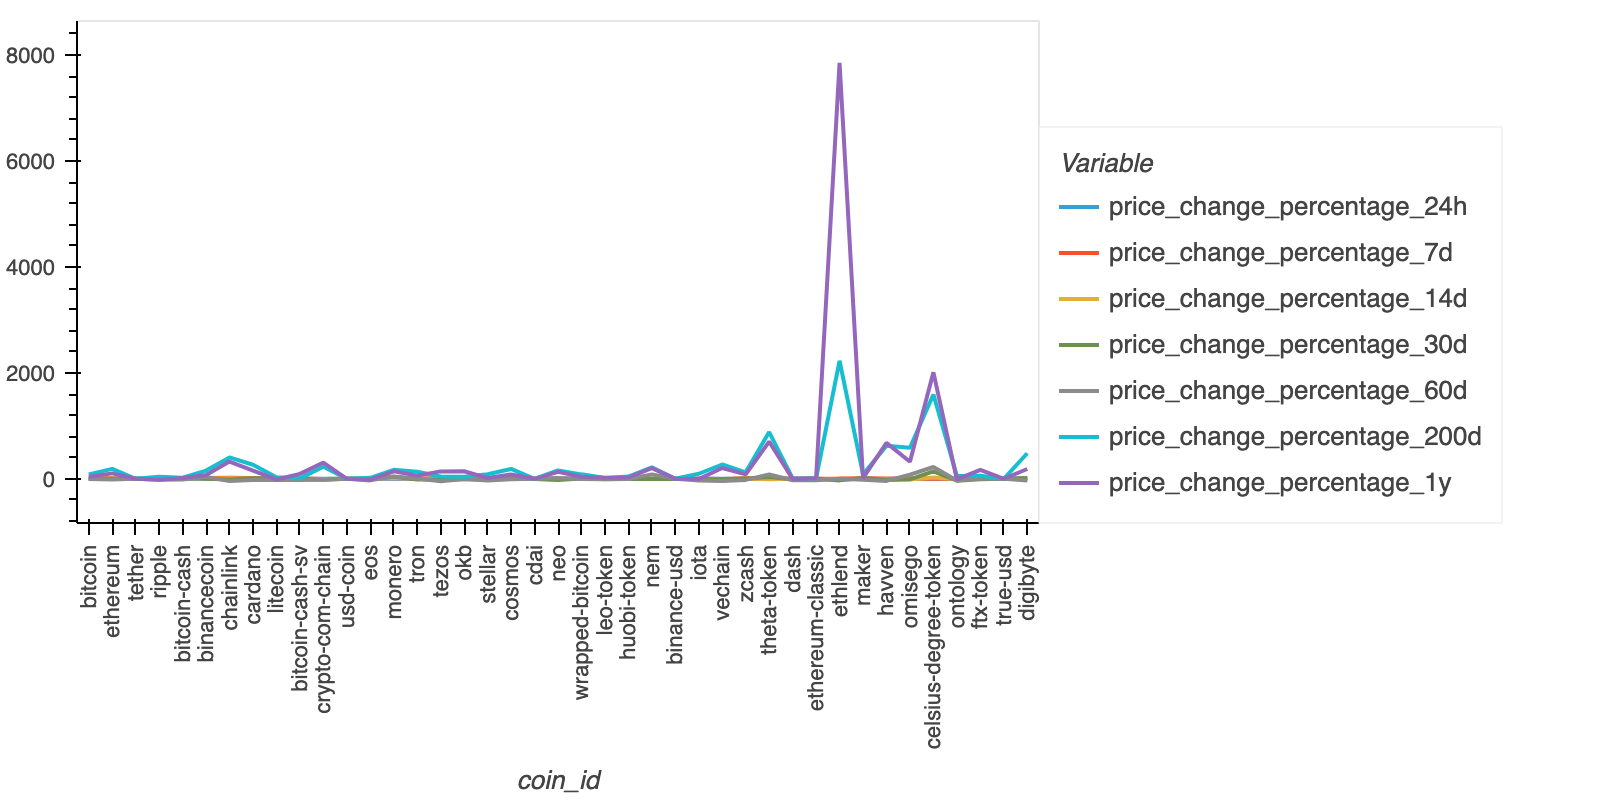 8000
6000
4000
2000
0
bitcoin
ethereum
tether
ripple
bitcoin-cash
binancecoin
chainlink
cardano
litecoin
bitcoin-cash-sv
crypto-com-chain
usd-coin
eos
monero
tron
tezos
okb
stellar
cosmos
cdai
neo
wrapped-bitcoin
leo-token
huobi-token
nem
binance-usd
iota
vechain
zcash
theta-token
dash
ethereum-classic
ethlend
maker
havven
omisego
celsius-degree-token
ontology
ftx-token
true-usd
digibyte
coin_id
Variable
price_change_percentage_24h
price_change_percentage_7d
price_change_percentage_14d
price_change_percentage_30d
price_change_percentage_60d
price_change_percentage_200d
price_change_percentage_1y